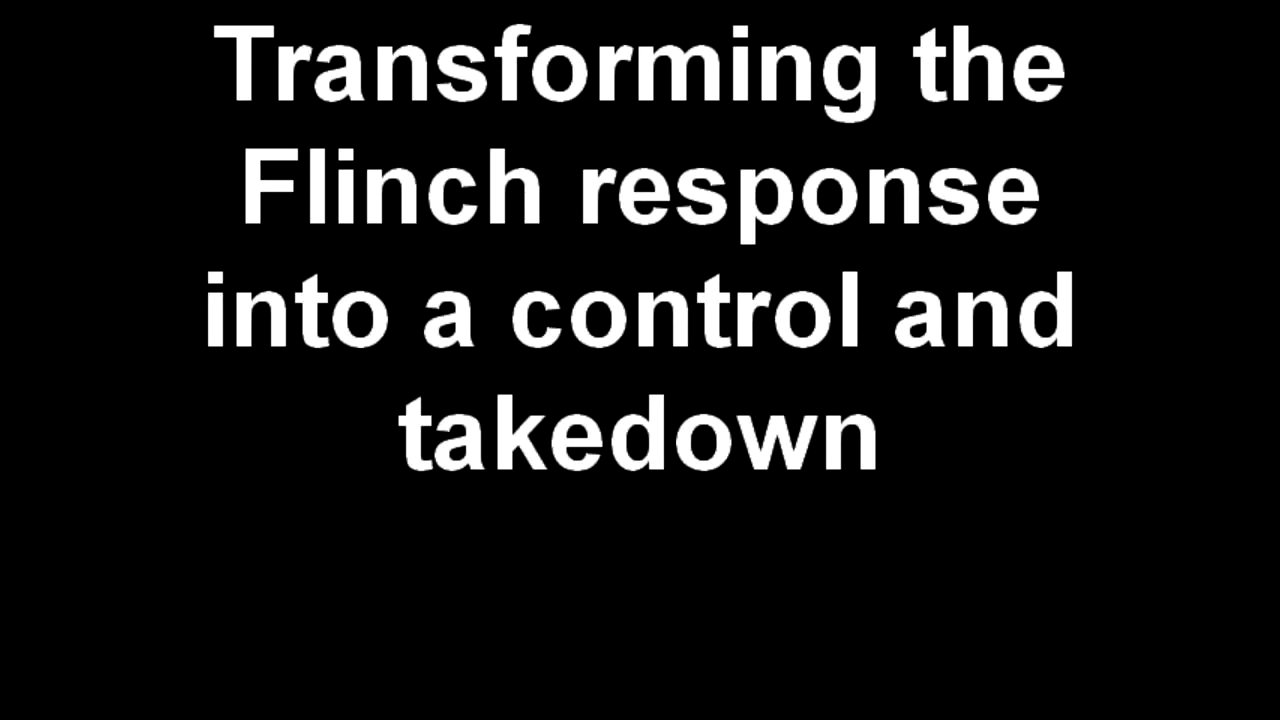 Transforming the
Flinch response
into a control and
takedown